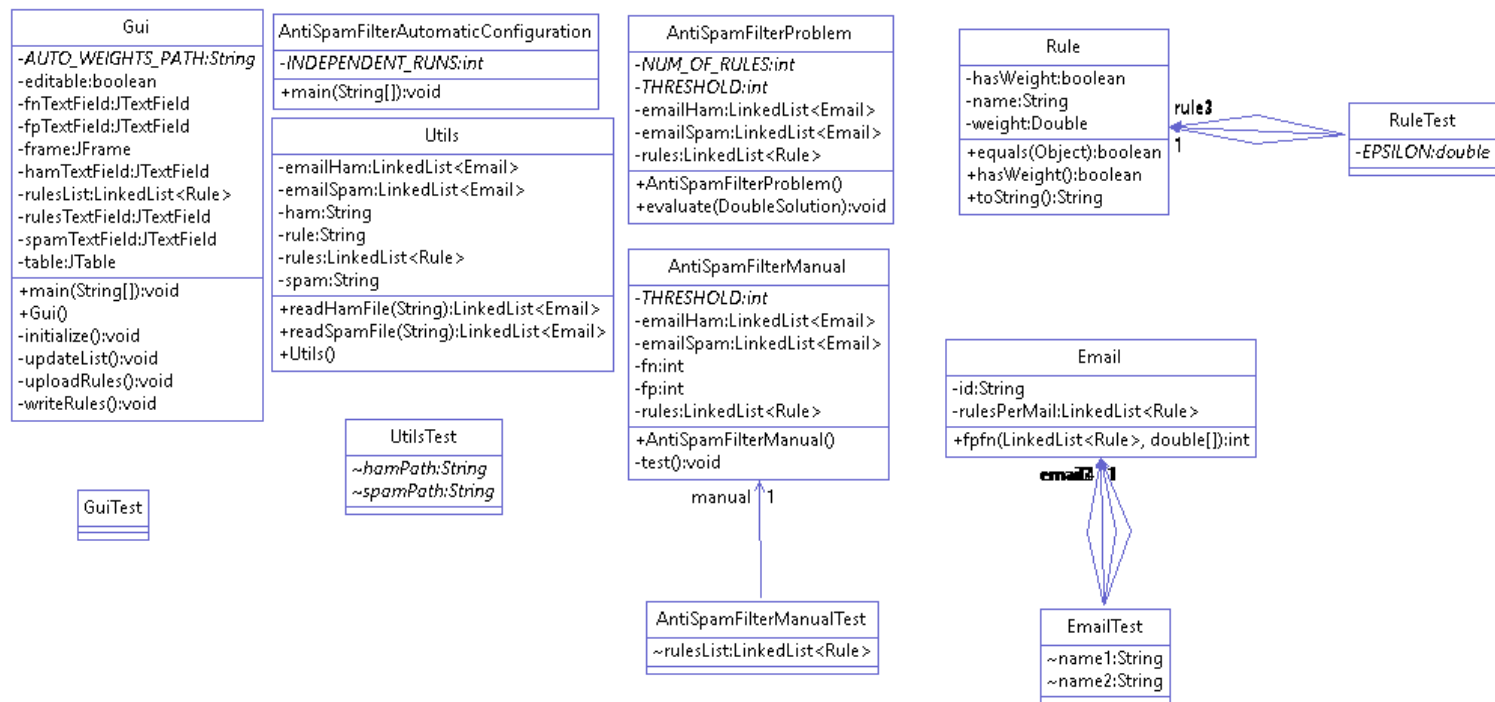 Gui
-AUTO_WEIGHTS_PATH:String
-editable:boolean
-fnTextField:JTextField
-fpTextField:JTextField
-frame:JFrame
-hamTextField:JTextField
-rulesList:LinkedList<Rule>
-rulesTextField:JTextField
-spamTextField:JTextField
-table:JTable
+main(String[]):void
+Gui()
-initialize():void
-updateList():void
-uploadRules():void
-writeRules():void
AntiSpamFilterAutomaticConfiguration
-INDEPENDENT_RUNS:int
+main(String[]):void
Utils
-emailHam:LinkedList<Email>
-emailSpam:LinkedList<Email>
-ham:String
-rule:String
-rules:LinkedList<Rule>
-spam:String
+readHamFile(String):LinkedList<Email>
+readSpamFile(String):LinkedList<Email>
+Utils()
AntiSpamFilterProblem
-NUM_OF_RULES:int
-THRESHOLD:int
-emailHam:LinkedList<Email>
-emailSpam:LinkedList<Email>
-rules:LinkedList<Rule>
+AntiSpamFilterProblem()
+evaluate(DoubleSolution):void
Rule
-hasWeight:boolean
-name:String
-weight:Double
+equals(Object):boolean
+hasWeight():boolean
+toString():String
rule3
1
RuleTest
-EPSILON:double
AntiSpamFilterManual
-THRESHOLD:int
-emailHam:LinkedList<Email>
-emailSpam:LinkedList<Email>
-fn:int
-fp:int
-rules:LinkedList<Rule>
+AntiSpamFilterManual()
-test():void
manual 1
Email
-id:String
-rulesPerMail:LinkedList<Rule>
+fpfn(LinkedList<Rule>, double[]):int
1
UtilsTest
~hamPath:String
~spamPath:String
GuiTest
AntiSpamFilterManualTest
~rulesList:LinkedList<Rule>
EmailTest
~name1:String
~name2:String